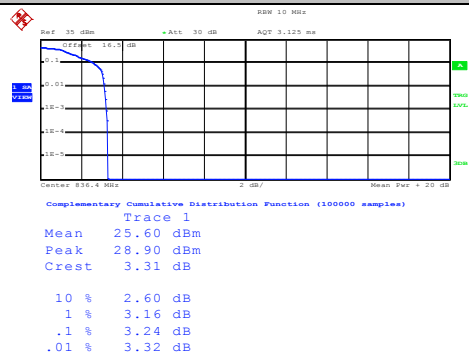 RBW 10 MHz
Ref 35 dBm * Att 30 dB AQT 3.125 ms
Offset 16.5 dB
A
0.1
1 SA
VIEW
0.01
TRG
LVL
1E-3
1E-4
1E-5
3DB
Center 836.4 MHz 2 dB/ Mean Pwr + 20 dB
Complementary Cumulative Distribution Function (100000 samples)
Trace 1
Mean 25.60 dBm
Peak 28.90 dBm
Crest 3.31 dB
10 % 2.60 dB
1 % 3.16 dB
.1 % 3.24 dB
.01 % 3.32 dB